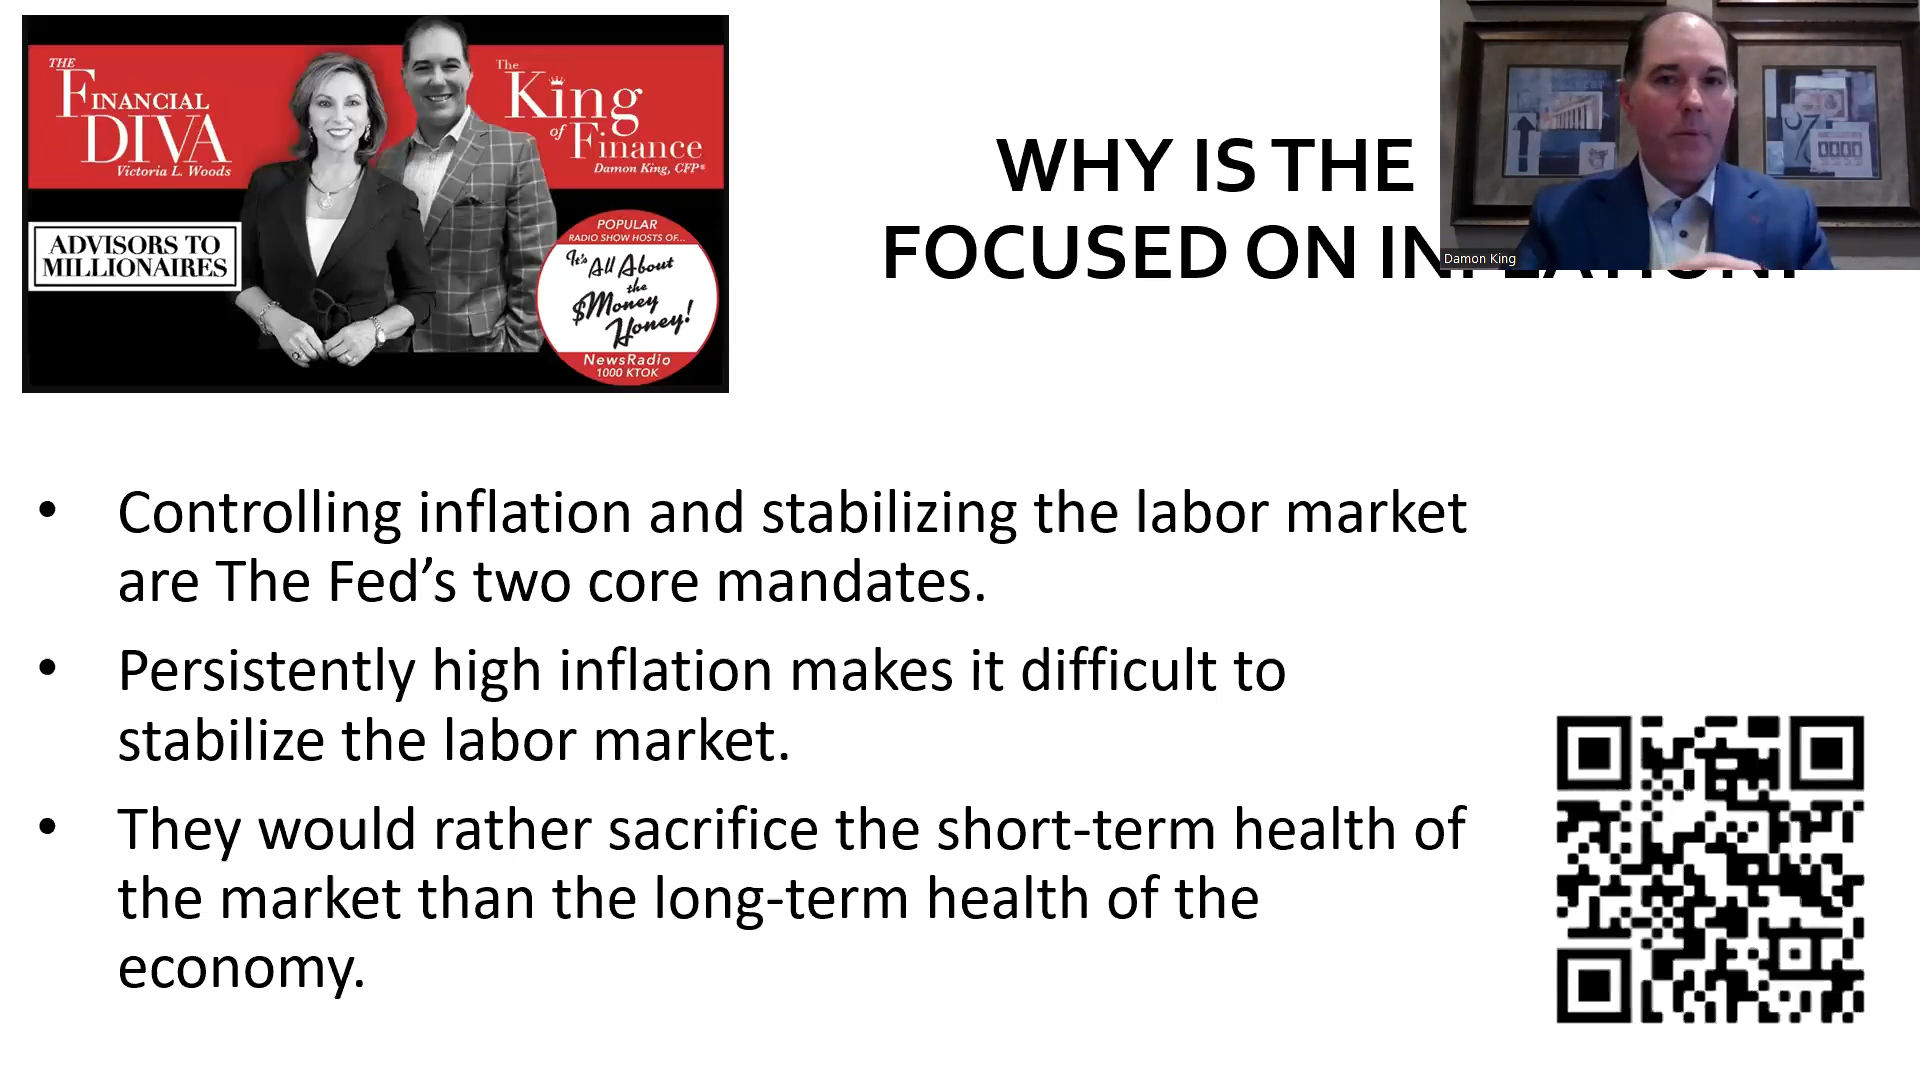 THE
FINANCIAL
DIVA
Victoria L. Woods
The
King
of
Finance
Damon King, CFP®
ADVISORS TO
MILLIONAIRES
POPULAR
RADIO SHOW HOSTS OF...
It's All About
the
$Money
Honey!
NewsRadio
1000 KTOK
WHY IS THE
FOCUSED ON
Damon King
• Controlling inflation and stabilizing the labor market
are The Fed’s two core mandates.
• Persistently high inflation makes it difficult to
stabilize the labor market.
• They would rather sacrifice the short-term health of
the market than the long-term health of the
economy.